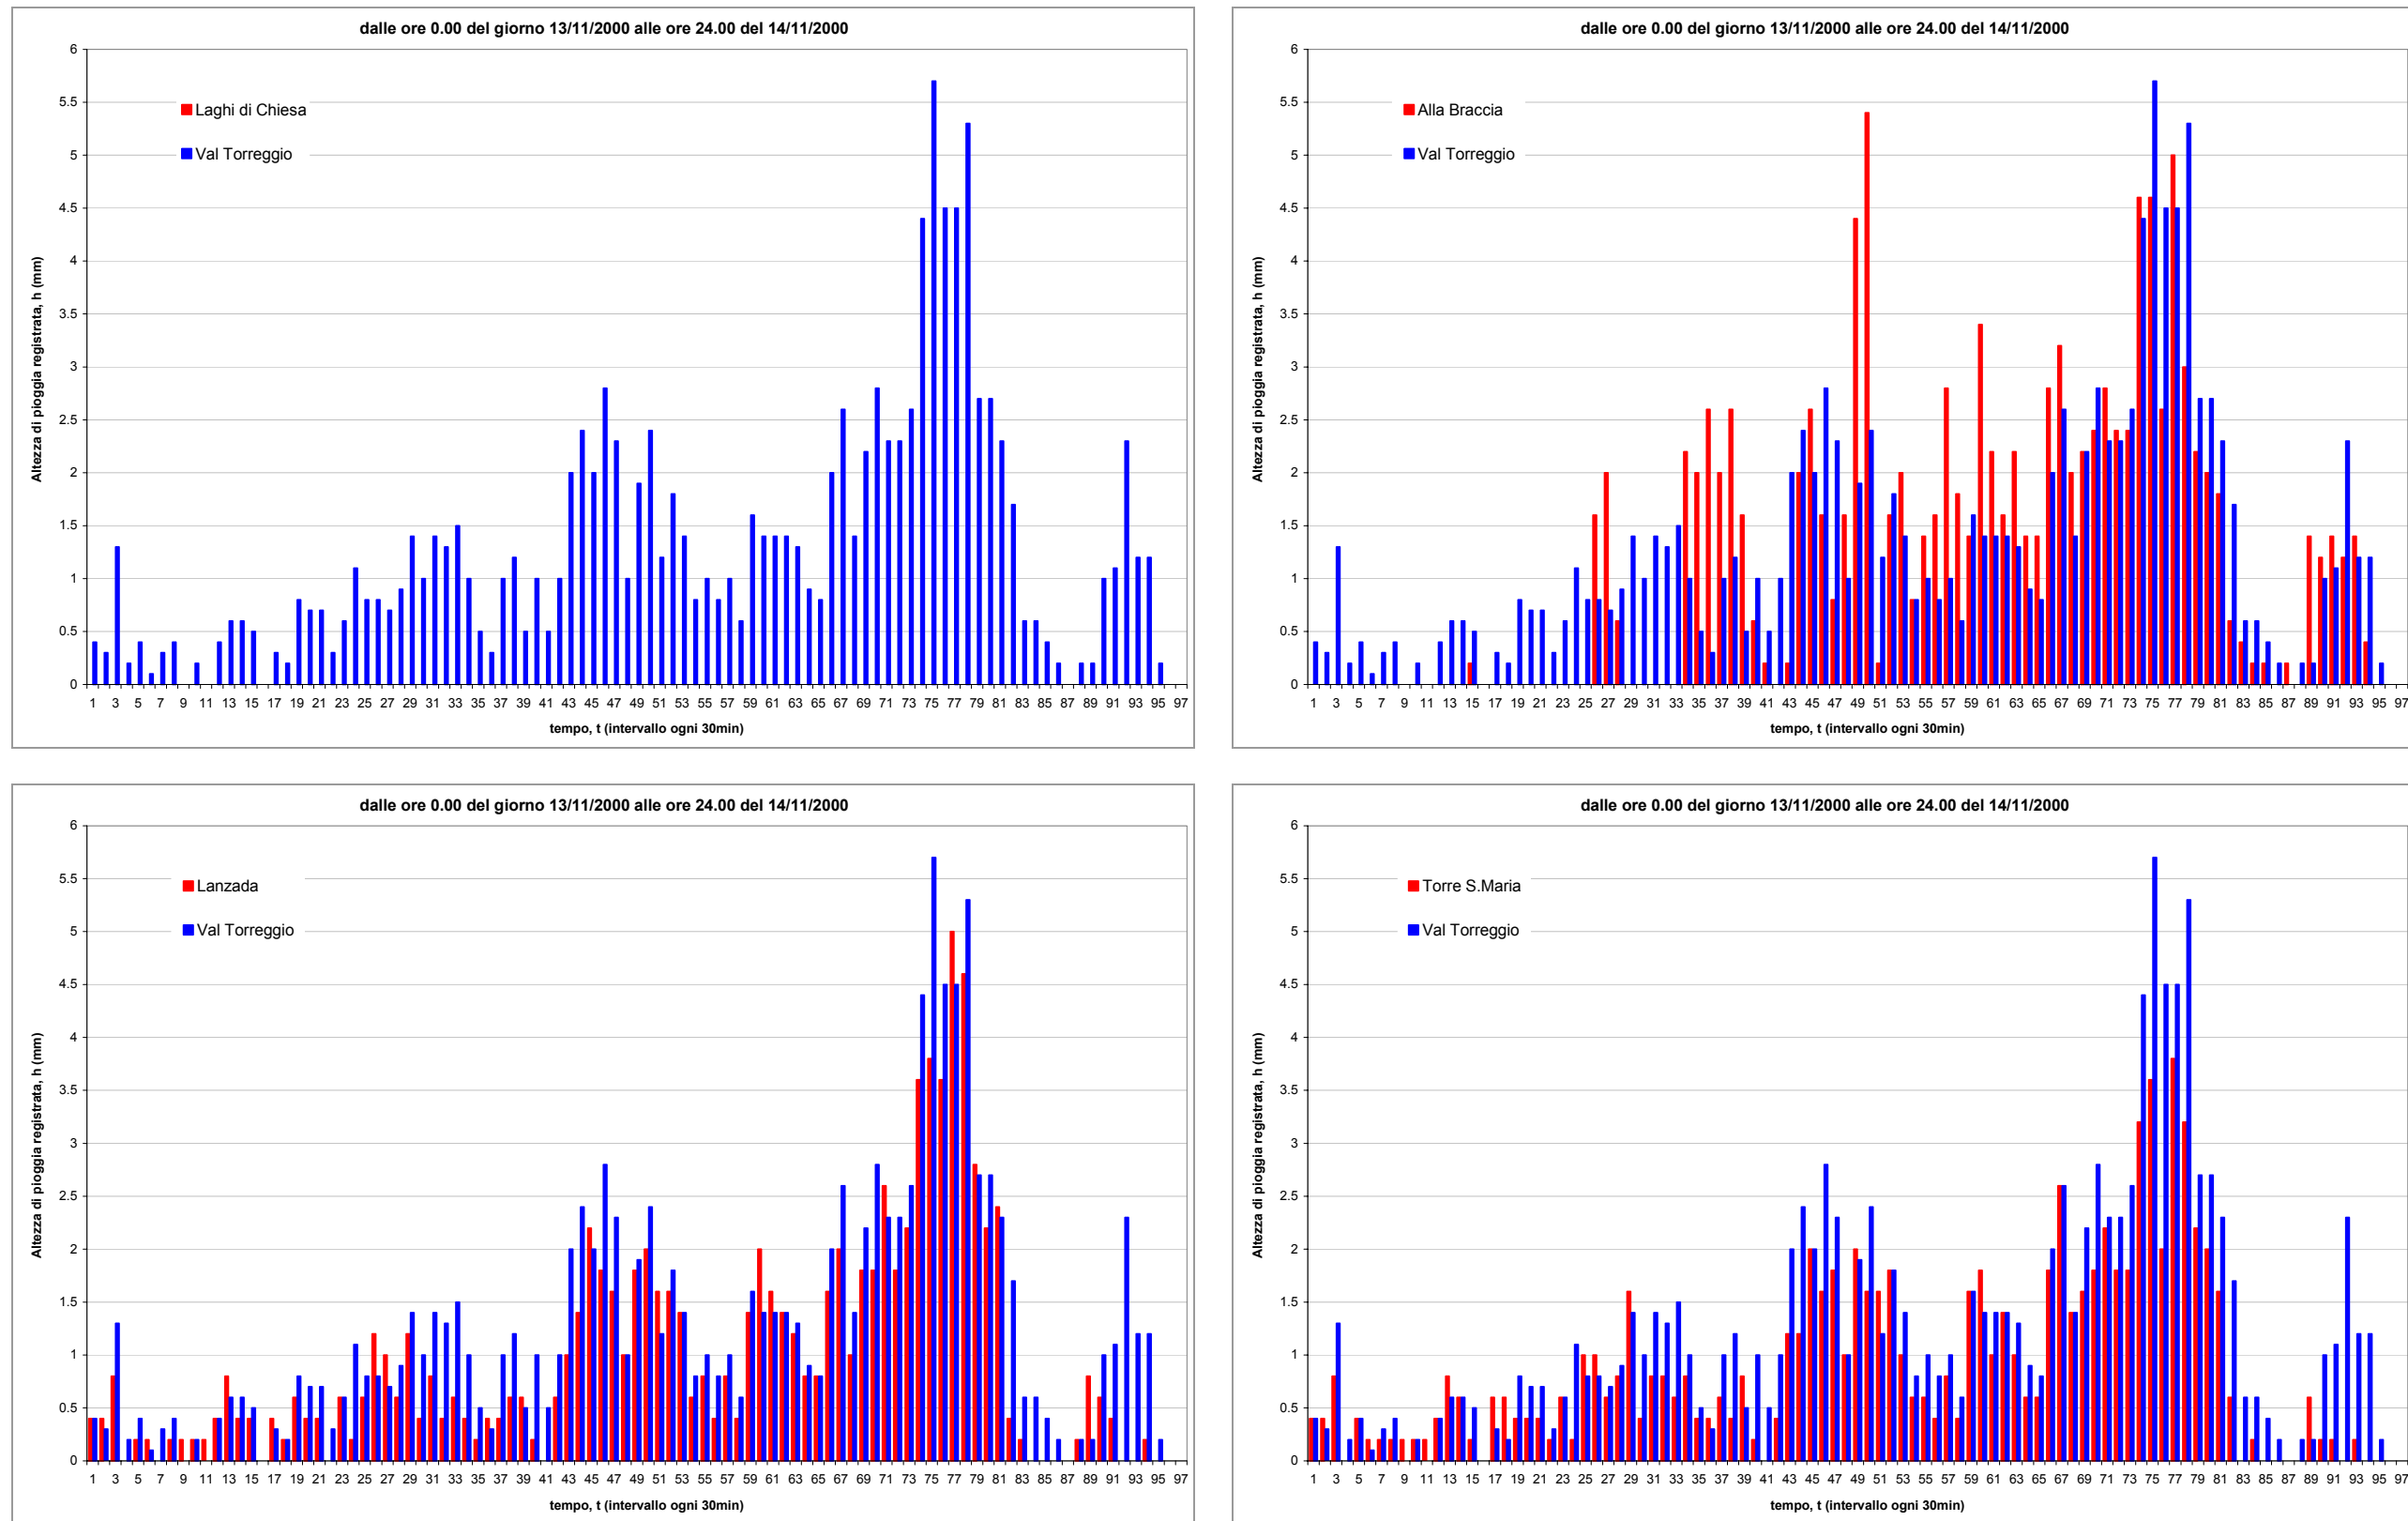 dalle ore 0.00 del giorno 13/11/2000 alle ore 24.00 del 14/11/2000
6
5.5
5
4.5
4
3.5
3
2.5
2
1.5
1
0.5
0
Altezza di pioggia registrata, h (mm)
Laghi di Chiesa
Val Torreggio
1 3 5 7 9 11 13 15 17 19 21 23 25 27 29 31 33 35 37 39 41 43 45 47 49 51 53 55 57 59 61 63 65 67 69 71 73 75 77 79 81 83 85 87 89 91 93 95 97
tempo, t (intervallo ogni 30min)
dalle ore 0.00 del giorno 13/11/2000 alle ore 24.00 del 14/11/2000
6
5.5
5
4.5
4
3.5
3
2.5
2
1.5
1
0.5
0
Altezza di pioggia registrata, h (mm)
Alla Braccia
Val Torreggio
1 3 5 7 9 11 13 15 17 19 21 23 25 27 29 31 33 35 37 39 41 43 45 47 49 51 53 55 57 59 61 63 65 67 69 71 73 75 77 79 81 83 85 87 89 91 93 95 97
tempo, t (intervallo ogni 30min)
dalle ore 0.00 del giorno 13/11/2000 alle ore 24.00 del 14/11/2000
6
5.5
5
4.5
4
3.5
3
2.5
2
1.5
1
0.5
0
Altezza di pioggia registrata, h (mm)
Lanzada
Val Torreggio
1 3 5 7 9 11 13 15 17 19 21 23 25 27 29 31 33 35 37 39 41 43 45 47 49 51 53 55 57 59 61 63 65 67 69 71 73 75 77 79 81 83 85 87 89 91 93 95 97
tempo, t (intervallo ogni 30min)
dalle ore 0.00 del giorno 13/11/2000 alle ore 24.00 del 14/11/2000
6
5.5
5
4.5
4
3.5
3
2.5
2
1.5
1
0.5
0
Altezza di pioggia registrata, h (mm)
Torre S.Maria
Val Torreggio
1 3 5 7 9 11 13 15 17 19 21 23 25 27 29 31 33 35 37 39 41 43 45 47 49 51 53 55 57 59 61 63 65 67 69 71 73 75 77 79 81 83 85 87 89 91 93 95 97
tempo, t (intervallo ogni 30min)